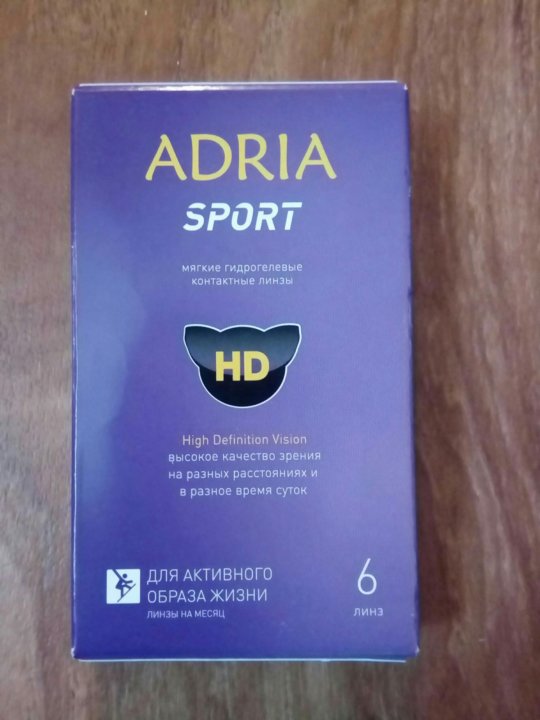 ADRIA
SPORT
мягкие гидрогелевые
контактные линзы
HD
High Definition Vision
высокое качество зрения
на разных расстояниях и
в разное время суток
ДЛЯ АКТИВНОГО
ОБРАЗА ЖИЗНИ
ЛИНЗЫ НА МЕСЯЦ
6
ЛИНЗ